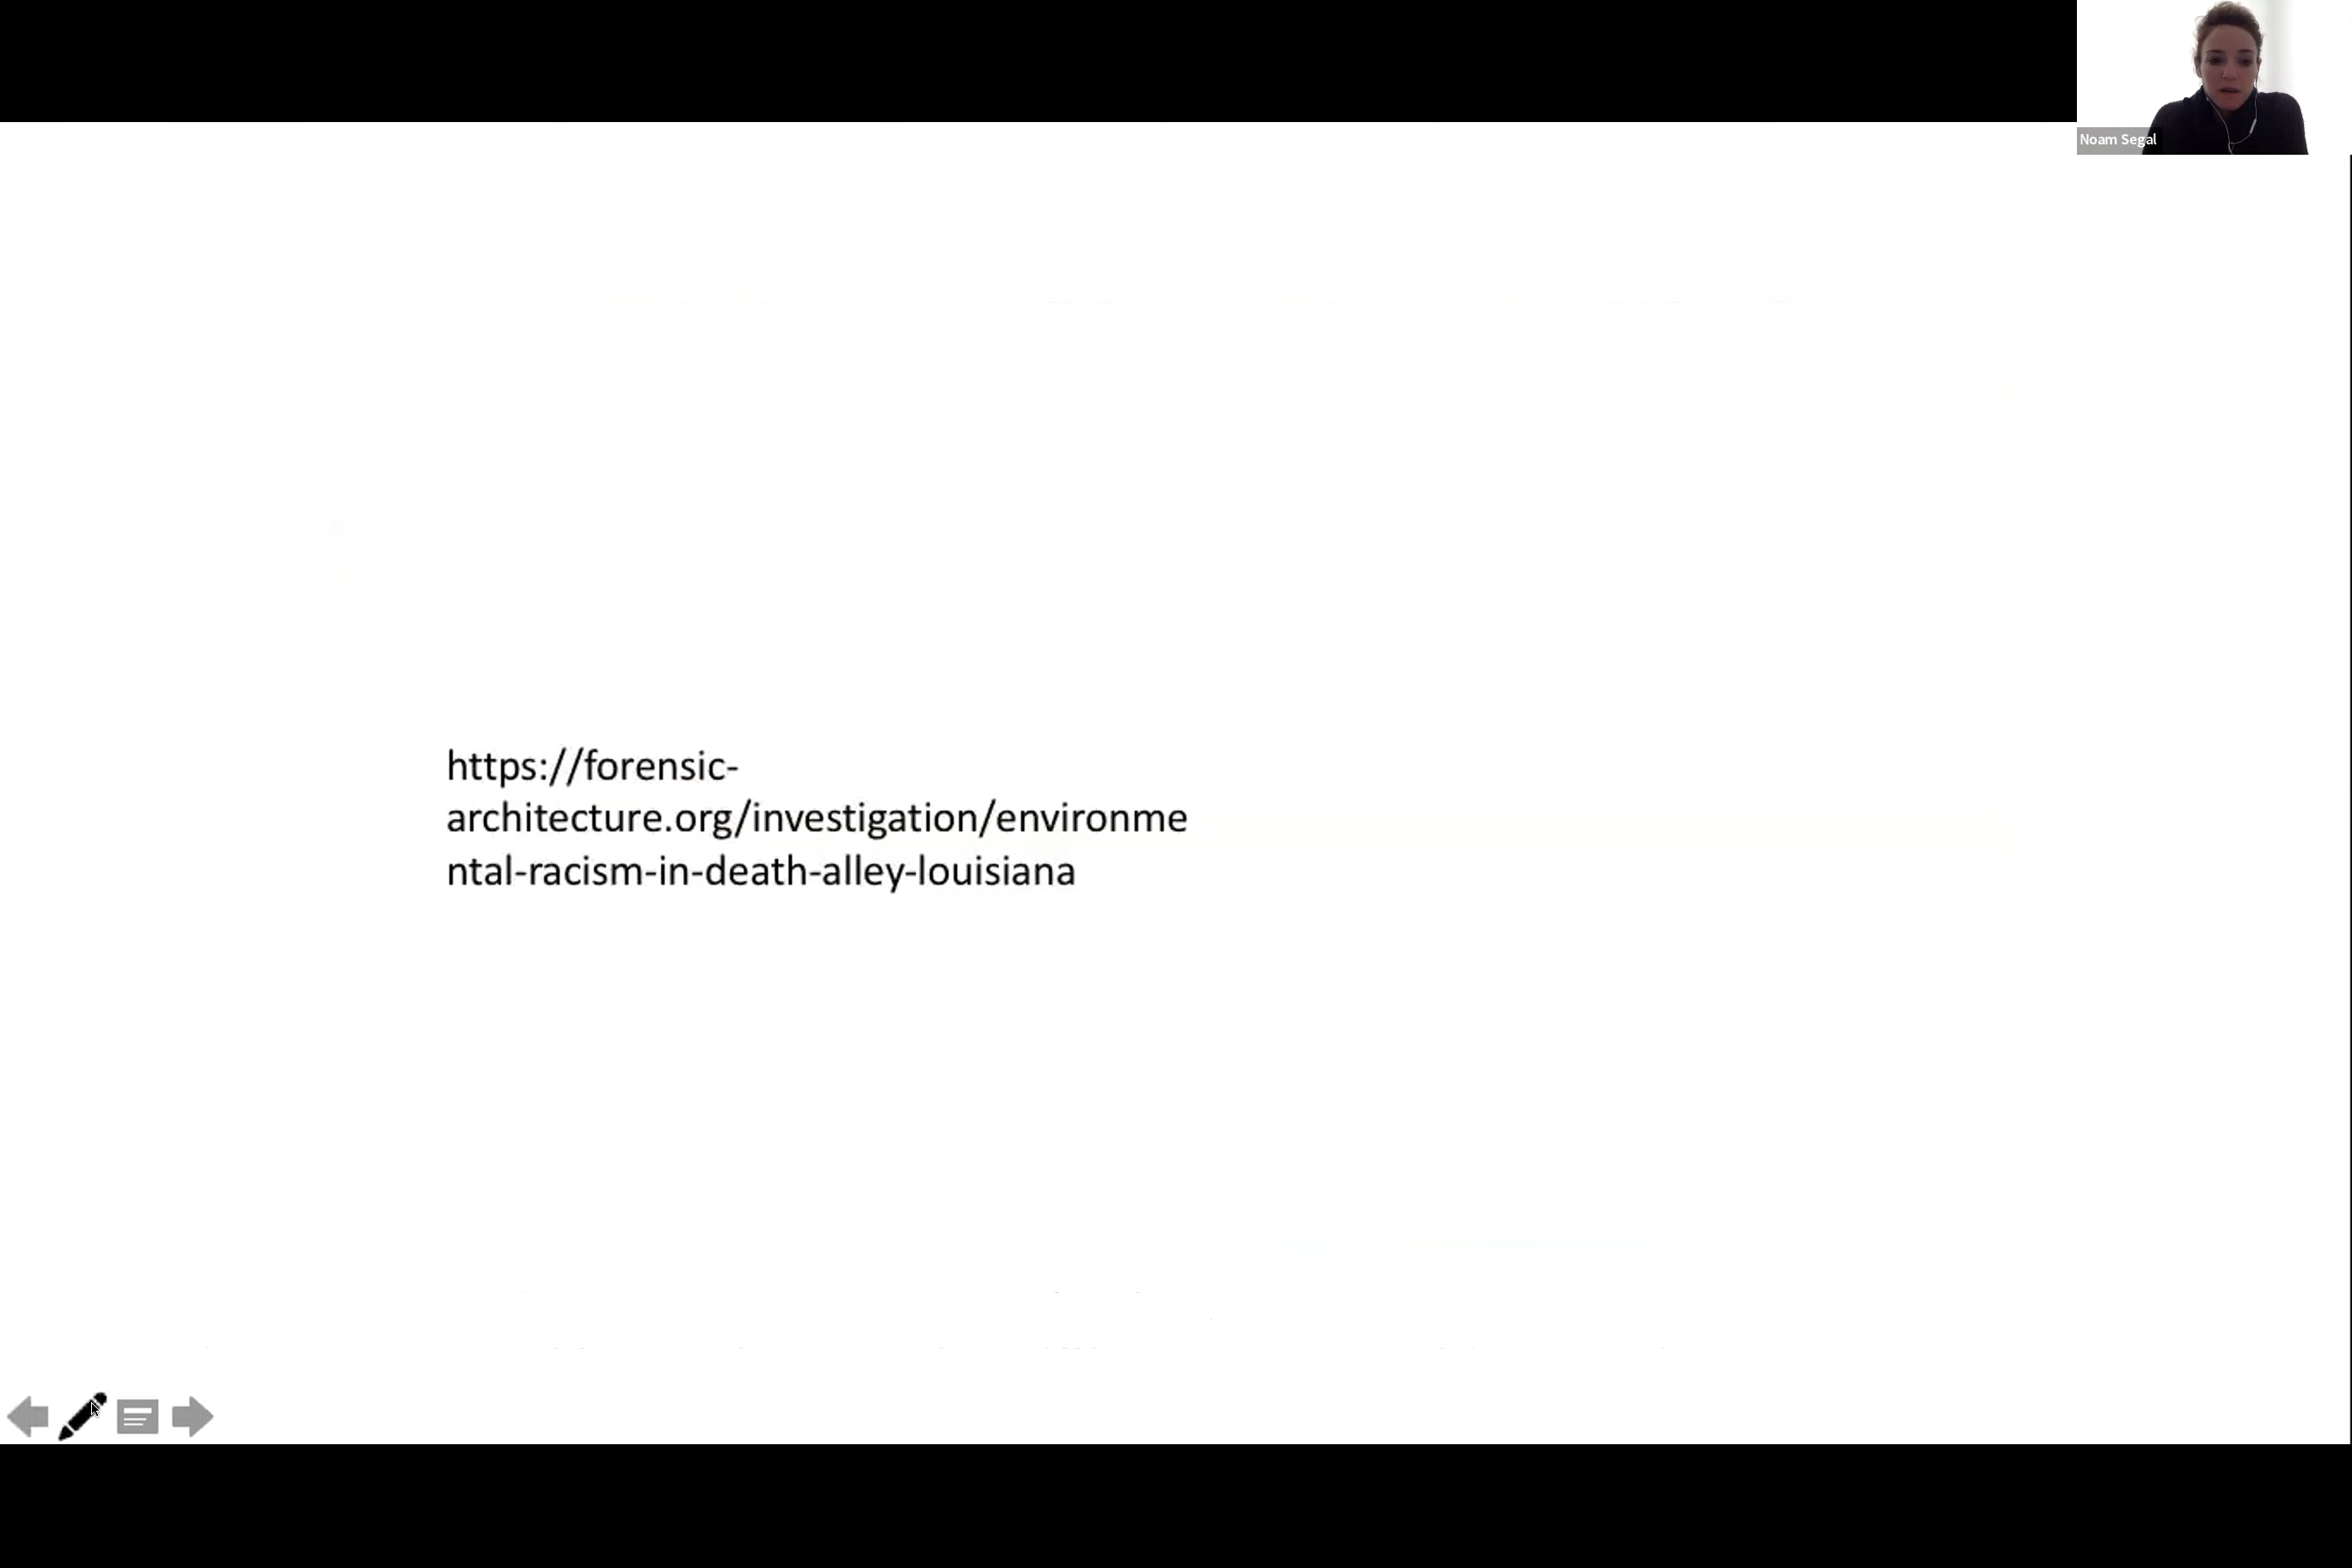 Noam Segal
https://forensic-
architecture.org/investigation/environme
ntal-racism-in-death-alley-louisiana